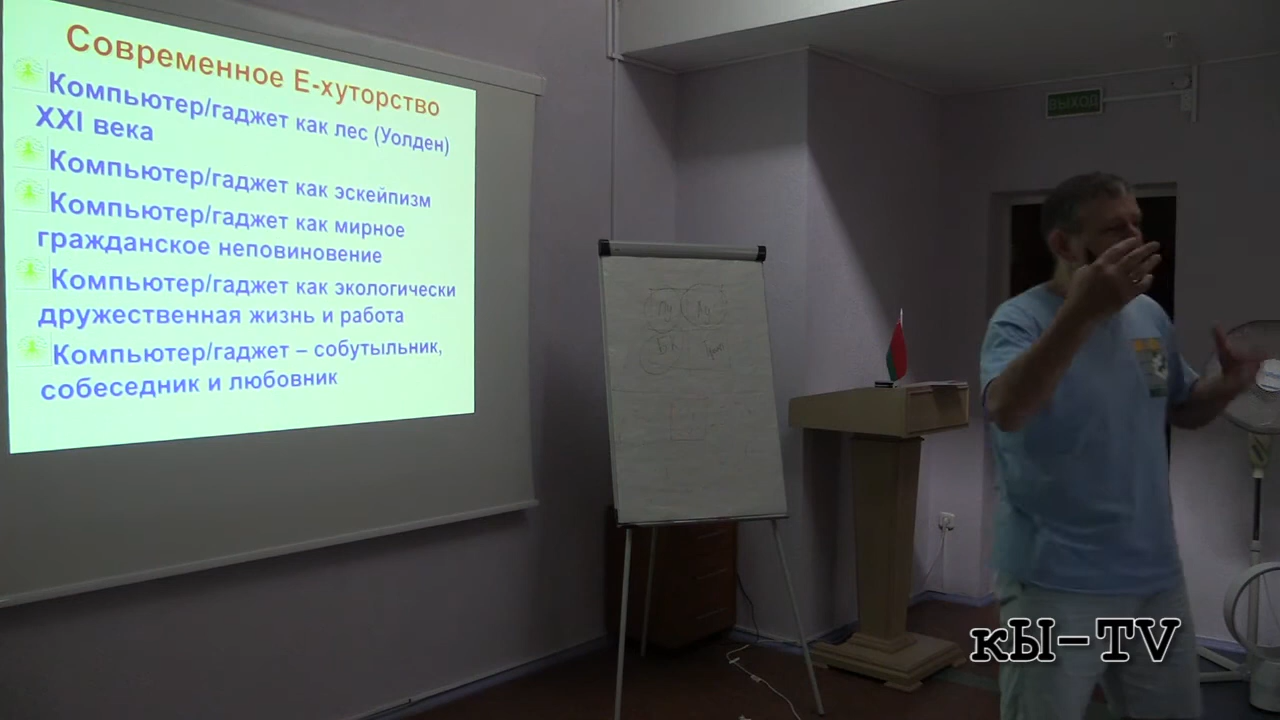 Современное Е-хуторство
Компьютер/гаджет как лес (Уолден)
XXI века
Компьютер/гаджет как эскейпизм
Компьютер/гаджет как мирное
гражданское неповиновение
Компьютер/гаджет как экологически
дружественная жизнь и работа
Компьютер/гаджет – собутыльник,
собеседник и любовник
ВЫХОД
кЫ-TV